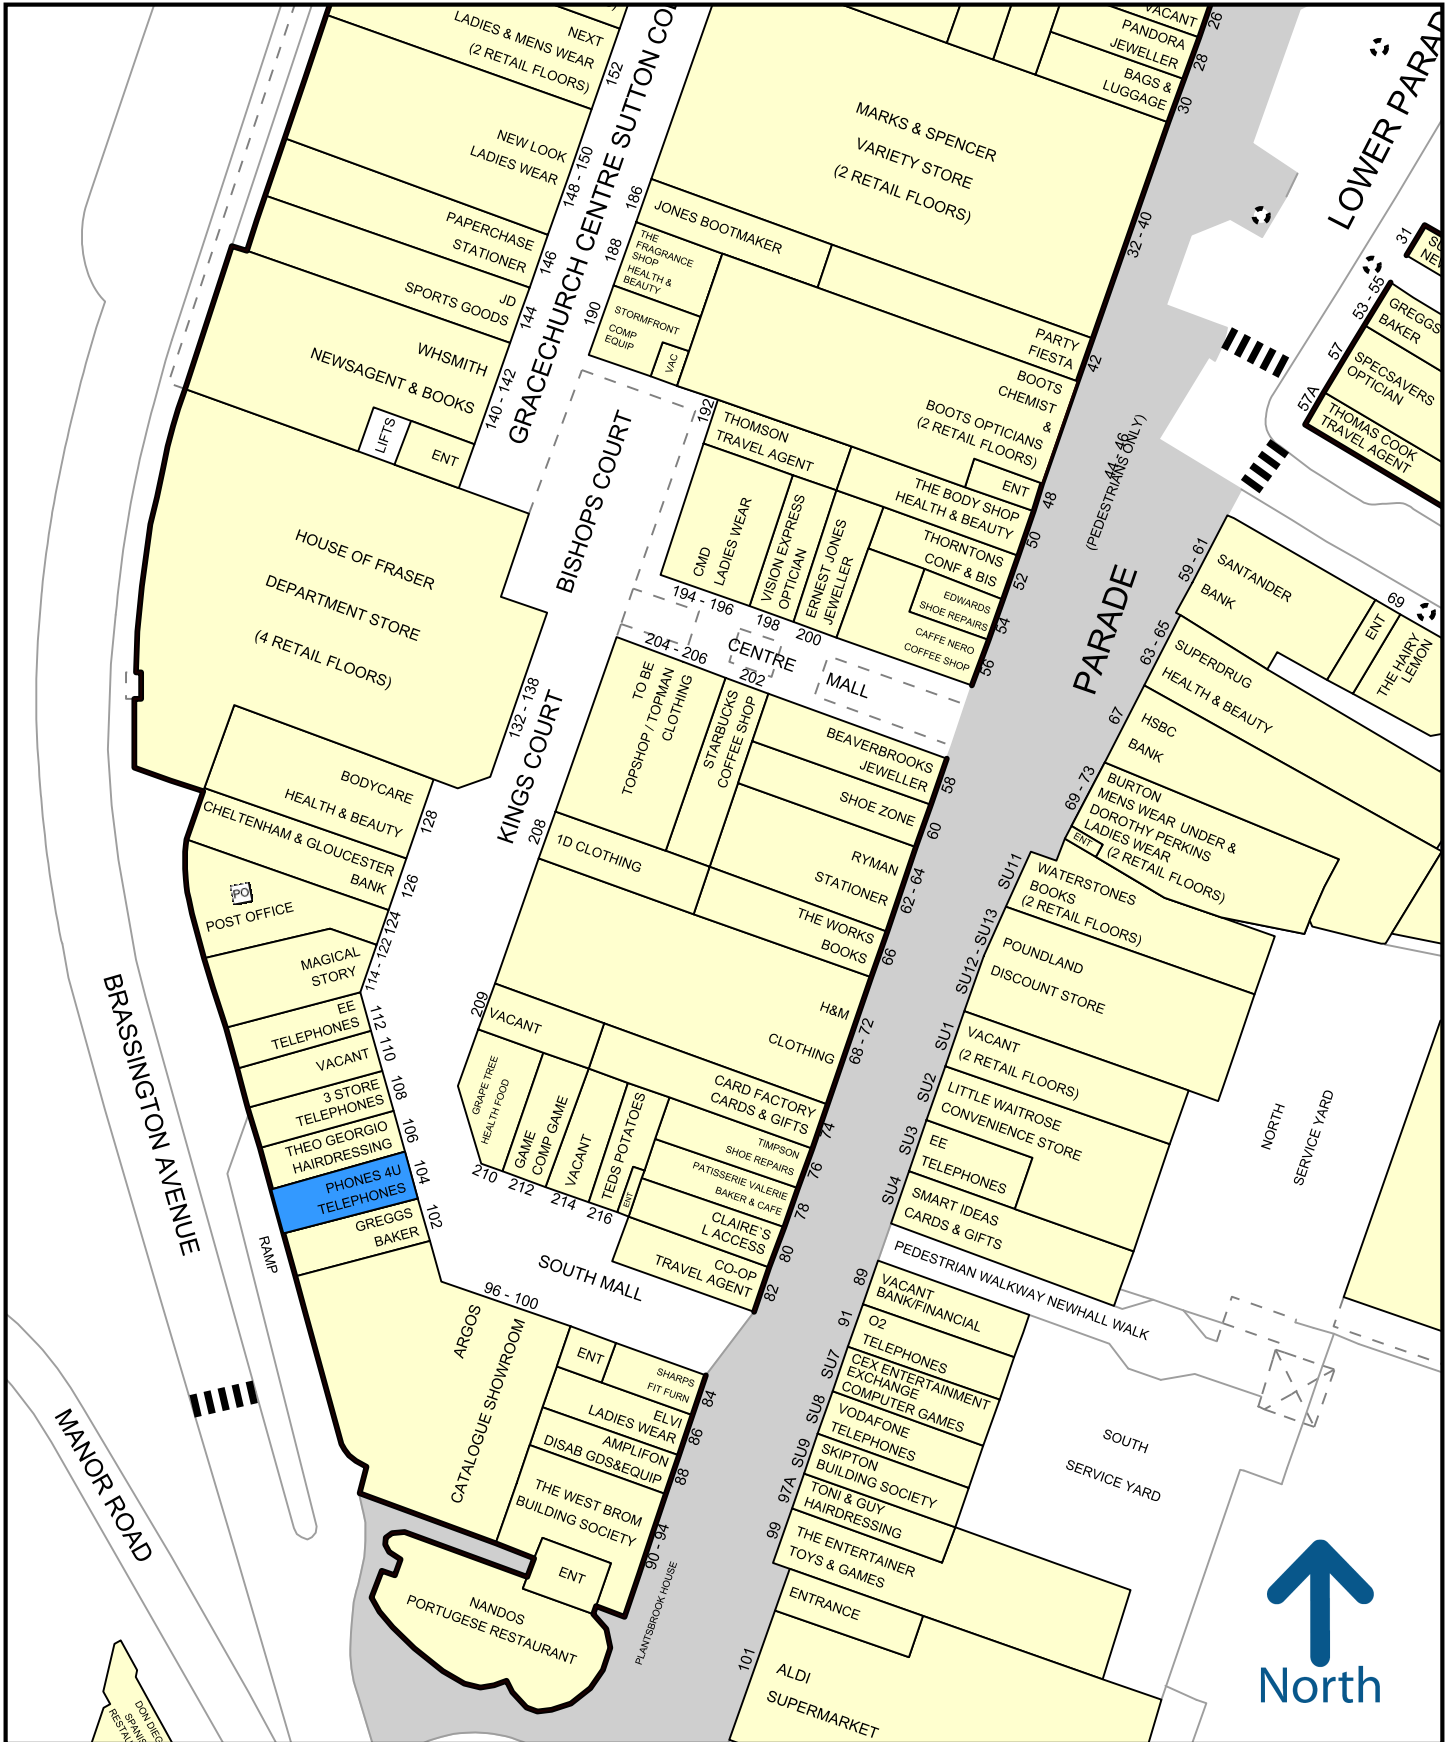 NEXT
LADIES & MENS WEAR
(2 RETAIL FLOORS)
152
NEW LOOK
LADIES WEAR
148 - 150
PAPERCHASE
STATIONER
146
JD
SPORTS GOODS
144
WHSMITH
NEWSAGENT & BOOKS
140 - 142
LIFTS
ENT
HOUSE OF FRASER
DEPARTMENT STORE
(4 RETAIL FLOORS)
132 - 138
BODYCARE
HEALTH & BEAUTY
128
CHELTENHAM & GLOUCESTER
BANK
126
PO
POST OFFICE
124
MAGICAL
STORY
114 - 122
EE
TELEPHONES
112
VACANT
110
3 STORE
TELEPHONES
108
THEO GEORGIO
HAIRDRESSING
106
PHONES 4U
TELEPHONES
104
GREGGS
BAKER
102
ARGOS
CATALOGUE SHOWROOM
96 - 100
ENT
SHARPS
FIT FURN
84
ELVI
LADIES WEAR
86
AMPLIFON
DISAB GDS&EQUIP
88
THE WEST BROM
BUILDING SOCIETY
90 - 94
ENT
NANDOS
PORTUGESE RESTAURANT
PLANTSBROOK HOUSE
GRACECHURCH CENTRE SUTTON
BISHOPS COURT
KINGS COURT
CENTRE
MALL
SOUTH MALL
BRASSINGTON AVENUE
RAMP
MANOR ROAD
DON
SPANIS
VACANT
26
PANDORA
JEWELLER
28
BAGS &
LUGGAGE
30
MARKS & SPENCER
VARIETY STORE
(2 RETAIL FLOORS)
32 - 40
186
JONES BOOTMAKER
188
THE
FRAGRANCE
SHOP
HEALTH &
BEAUTY
190
STORMFRONT
COMP
EQUIP
VAC
PARTY
FIESTA
42
BOOTS
CHEMIST
&
BOOTS OPTICIANS
(2 RETAIL FLOORS)
44 - 46
(PEDESTRIANS ONLY)
ENT
48
192
THOMSON
TRAVEL AGENT
THE BODY SHOP
HEALTH & BEAUTY
50
CMD
LADIES WEAR
194 - 196
VISION EXPRESS
OPTICIAN
198
ERNEST JONES
JEWELLER
200
THORNTONS
CONF & BIS
52
EDWARDS
SHOE REPAIRS
54
CAFFE NERO
COFFEE SHOP
56
204 - 206
TO BE
TOPSHOP / TOPMAN
CLOTHING
202
STARBUCKS
COFFEE SHOP
BEAVERBROOKS
JEWELLER
58
SHOE ZONE
60
RYMAN
STATIONER
62 - 64
208
1D CLOTHING
THE WORKS
BOOKS
66
H&M
CLOTHING
68 - 72
209
VACANT
CARD FACTORY
CARDS & GIFTS
74
GRAPE TREE
HEALTH FOOD
210
GAME
COMP GAME
212
VACANT
214
TEDS POTATOES
216
ENT
TIMPSON
SHOE REPAIRS
76
PATISSERIE VALERIE
BAKER & CAFE
78
CLAIRE`S
L ACCESS
80
CO-OP
TRAVEL AGENT
82
PARADE
31
53 - 55
GREGGS
BAKER
57
SPECSAVERS
OPTICIAN
57A
THOMAS COOK
TRAVEL AGENT
59 - 61
SANTANDER
BANK
69
ENT
THE HAIRY
LEMON
63 - 65
SUPERDRUG
HEALTH & BEAUTY
67
HSBC
BANK
69 - 73
BURTON
MENS WEAR UNDER &
DOROTHY PERKINS
LADIES WEAR
(2 RETAIL FLOORS)
ENT
SU11
WATERSTONES
BOOKS
(2 RETAIL FLOORS)
SU12 - SU13
POUNDLAND
DISCOUNT STORE
SU1
VACANT
(2 RETAIL FLOORS)
SU2
LITTLE WAITROSE
CONVENIENCE STORE
SU3
EE
TELEPHONES
SU4
SMART IDEAS
CARDS & GIFTS
NORTH
SERVICE YARD
PEDESTRIAN WALKWAY NEWHALL WALK
89
VACANT
BANK/FINANCIAL
91
O2
TELEPHONES
SU7
CEX ENTERTAINMENT
EXCHANGE
COMPUTER GAMES
SU8
VODAFONE
TELEPHONES
SU9
SKIPTON
BUILDING SOCIETY
97A
TONI & GUY
HAIRDRESSING
99
THE ENTERTAINER
TOYS & GAMES
ENTRANCE
101
ALDI
SUPERMARKET
SOUTH
SERVICE YARD
North
LOWER PARAD